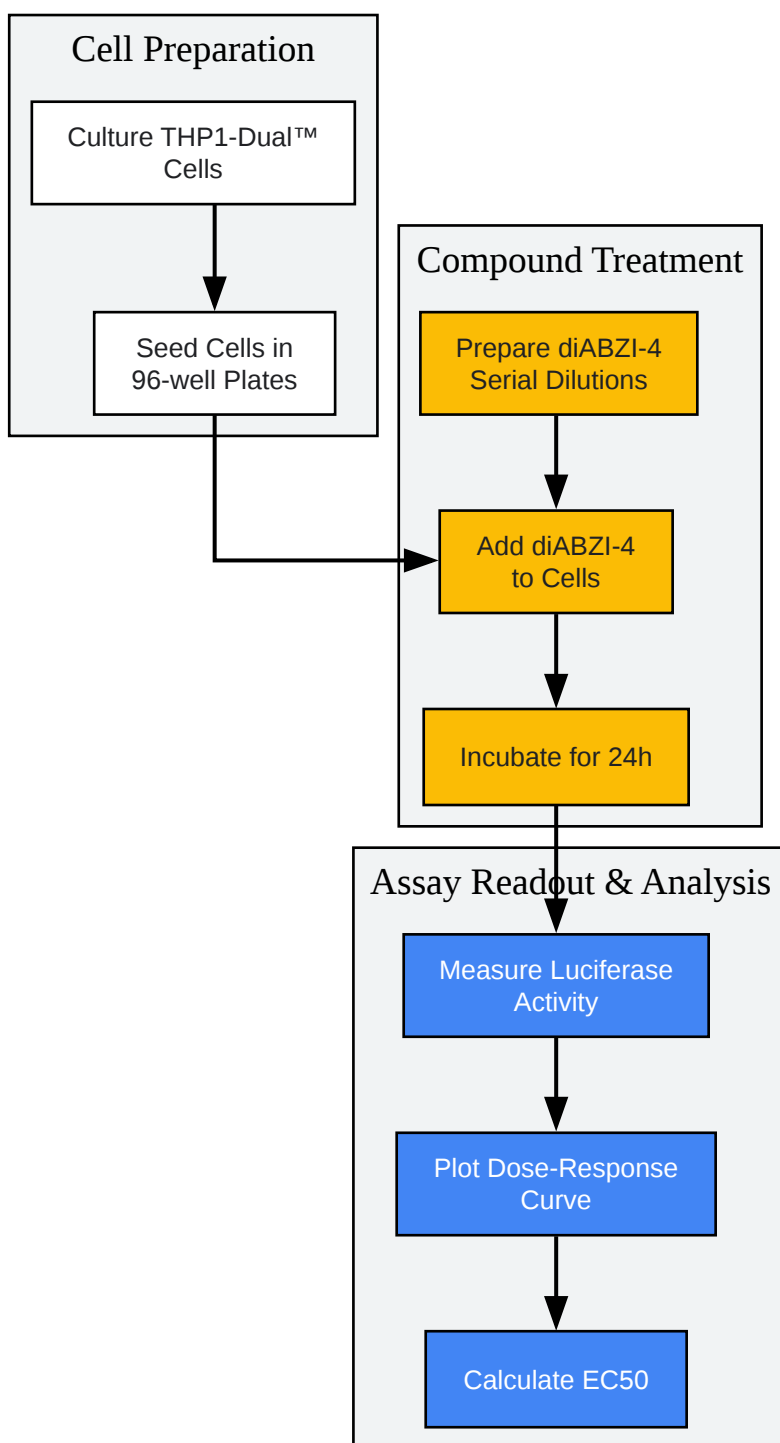 Cell Preparation
Culture THP1-Dual™
Cells
Seed Cells in
96-well Plates
Compound Treatment
Prepare diABZI-4
Serial Dilutions
Add diABZI-4
to Cells
Incubate for 24h
Assay Readout & Analysis
Measure Luciferase
Activity
Plot Dose-Response
Curve
Calculate EC50